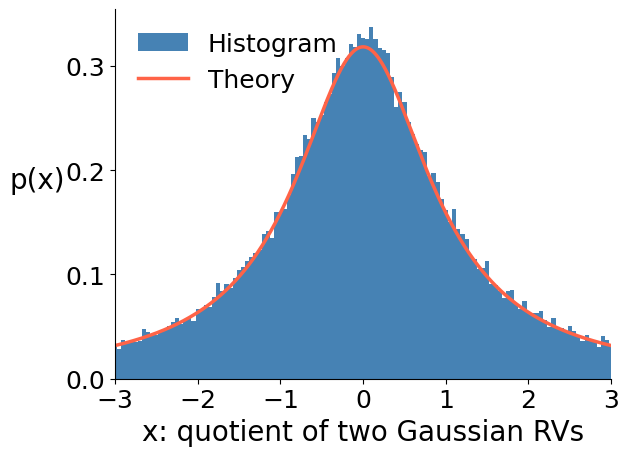 Histogram
Theory
p(x)
0.3
0.2
0.1
0.0
−3 −2 −1 0 1 2 3
x: quotient of two Gaussian RVs